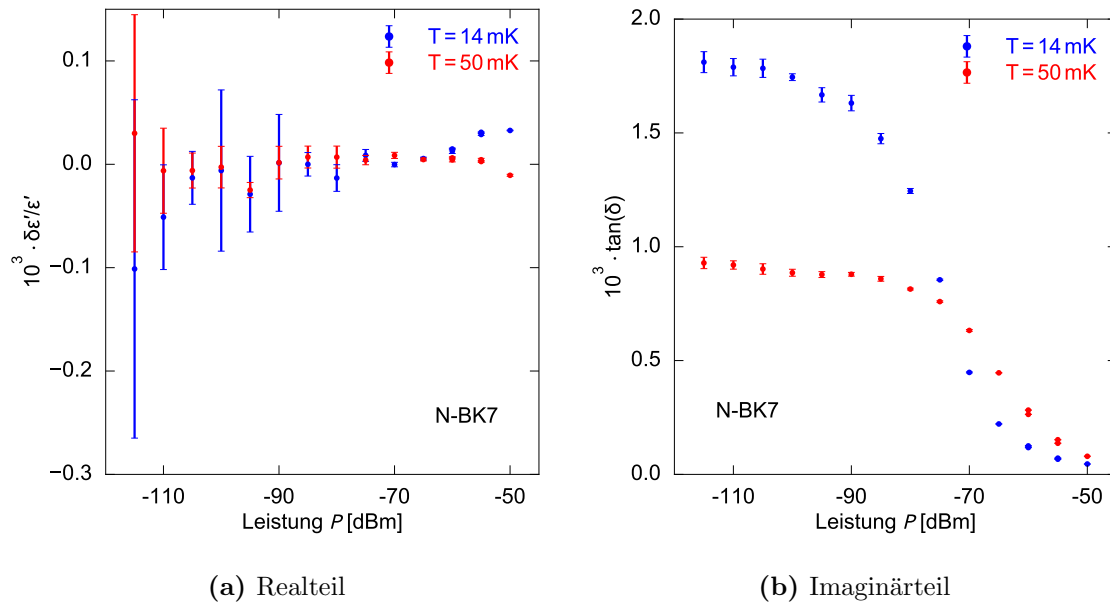 0.1
0.0
−0.1
−0.2
−0.3
10³ · δε'/ε'
T = 14 mK
T = 50 mK
N-BK7
-110 -90 -70 -50
Leistung P [dBm]
(a) Realteil
2.0
1.5
1.0
0.5
0.0
10³ · tan(δ)
T = 14 mK
T = 50 mK
N-BK7
-110 -90 -70 -50
Leistung P [dBm]
(b) Imaginärteil